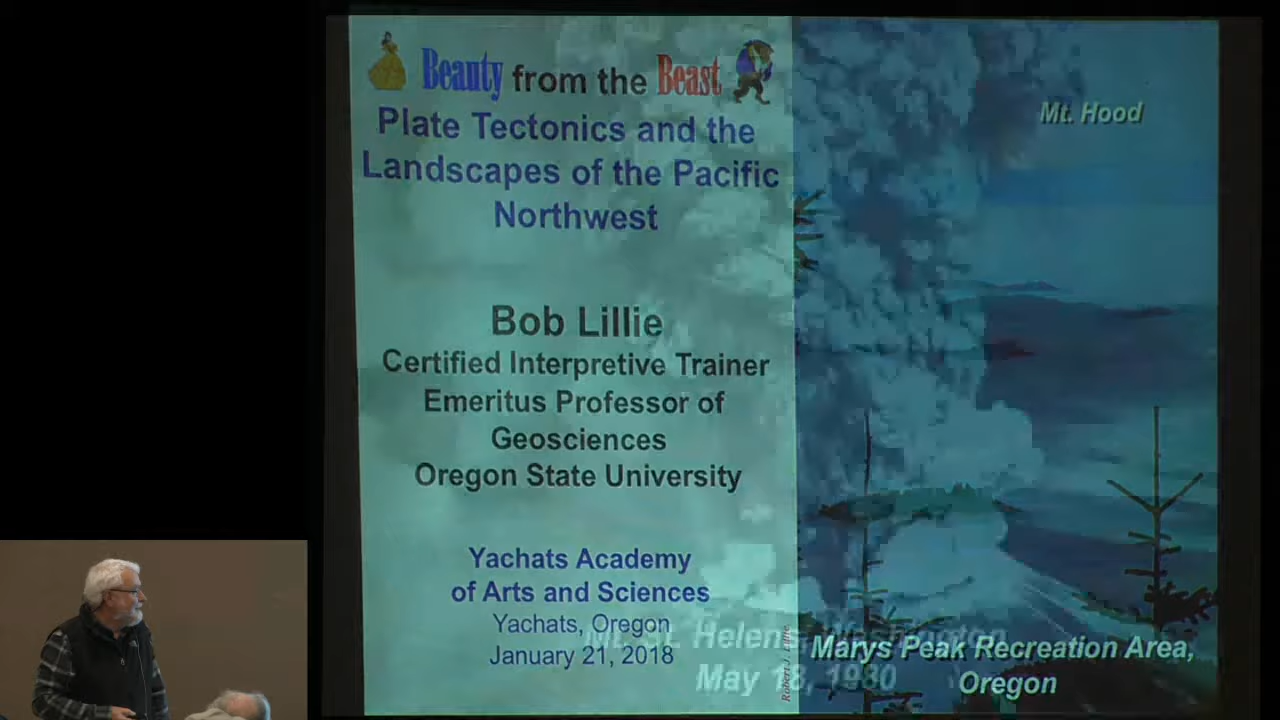 Beauty from the Beast
Plate Tectonics and the
Landscapes of the Pacific
Northwest
Bob Lillie
Certified Interpretive Trainer
Emeritus Professor of
Geosciences
Oregon State University
Yachats Academy
of Arts and Sciences
Yachats, Oregon
January 21, 2018
Mt. Hood
Mt. St. Helens, Washington
May 18, 1980
Marys Peak Recreation Area,
Oregon